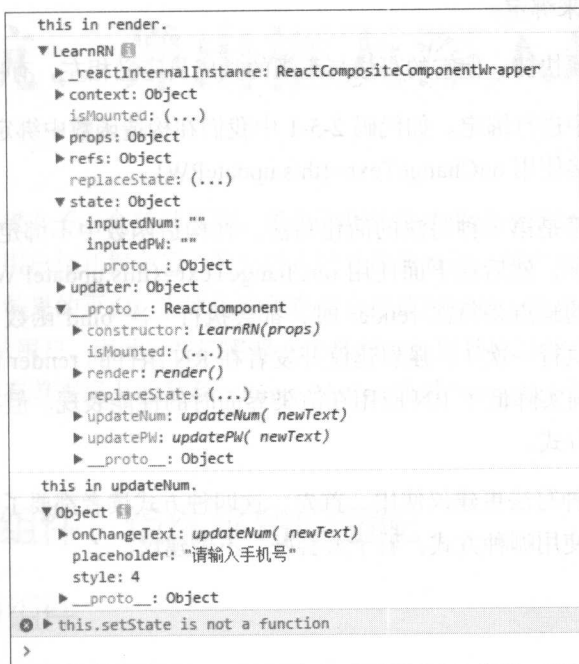 this in render.
▼LearnRN
▶_reactInternalInstance: ReactCompositeComponentWrapper
▶context: Object
isMounted: (...)
▶props: Object
▶refs: Object
replaceState: (...)
▼state: Object
inputedNum: ""
inputedPW: ""
▶__proto__: Object
▶updater: Object
▼__proto__: ReactComponent
▶constructor: LearnRN(props)
isMounted: (...)
▶render: render()
replaceState: (...)
▶updateNum: updateNum( newText)
▶updatePW: updatePW( newText)
▶__proto__: Object
this in updateNum.
▼Object
▶onChangeText: updateNum( newText)
placeholder: "请输入手机号"
style: 4
▶__proto__: Object
▶this.setState is not a function
>